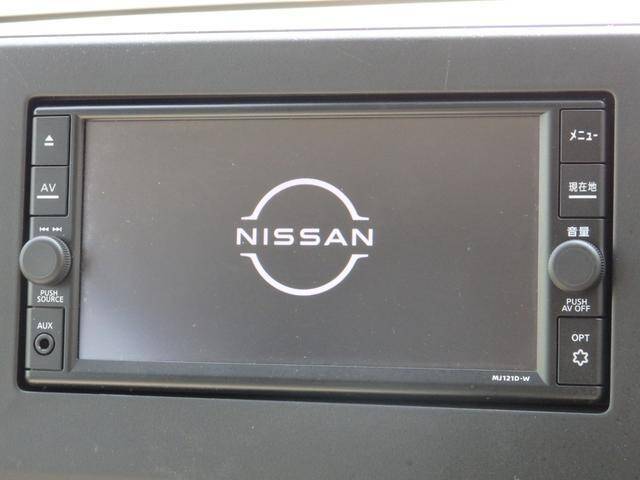 AV
PUSH
SOURCE
AUX
NISSAN
メニュー
現在地
音量
PUSH
AV OFF
OPT
MJ121D-W